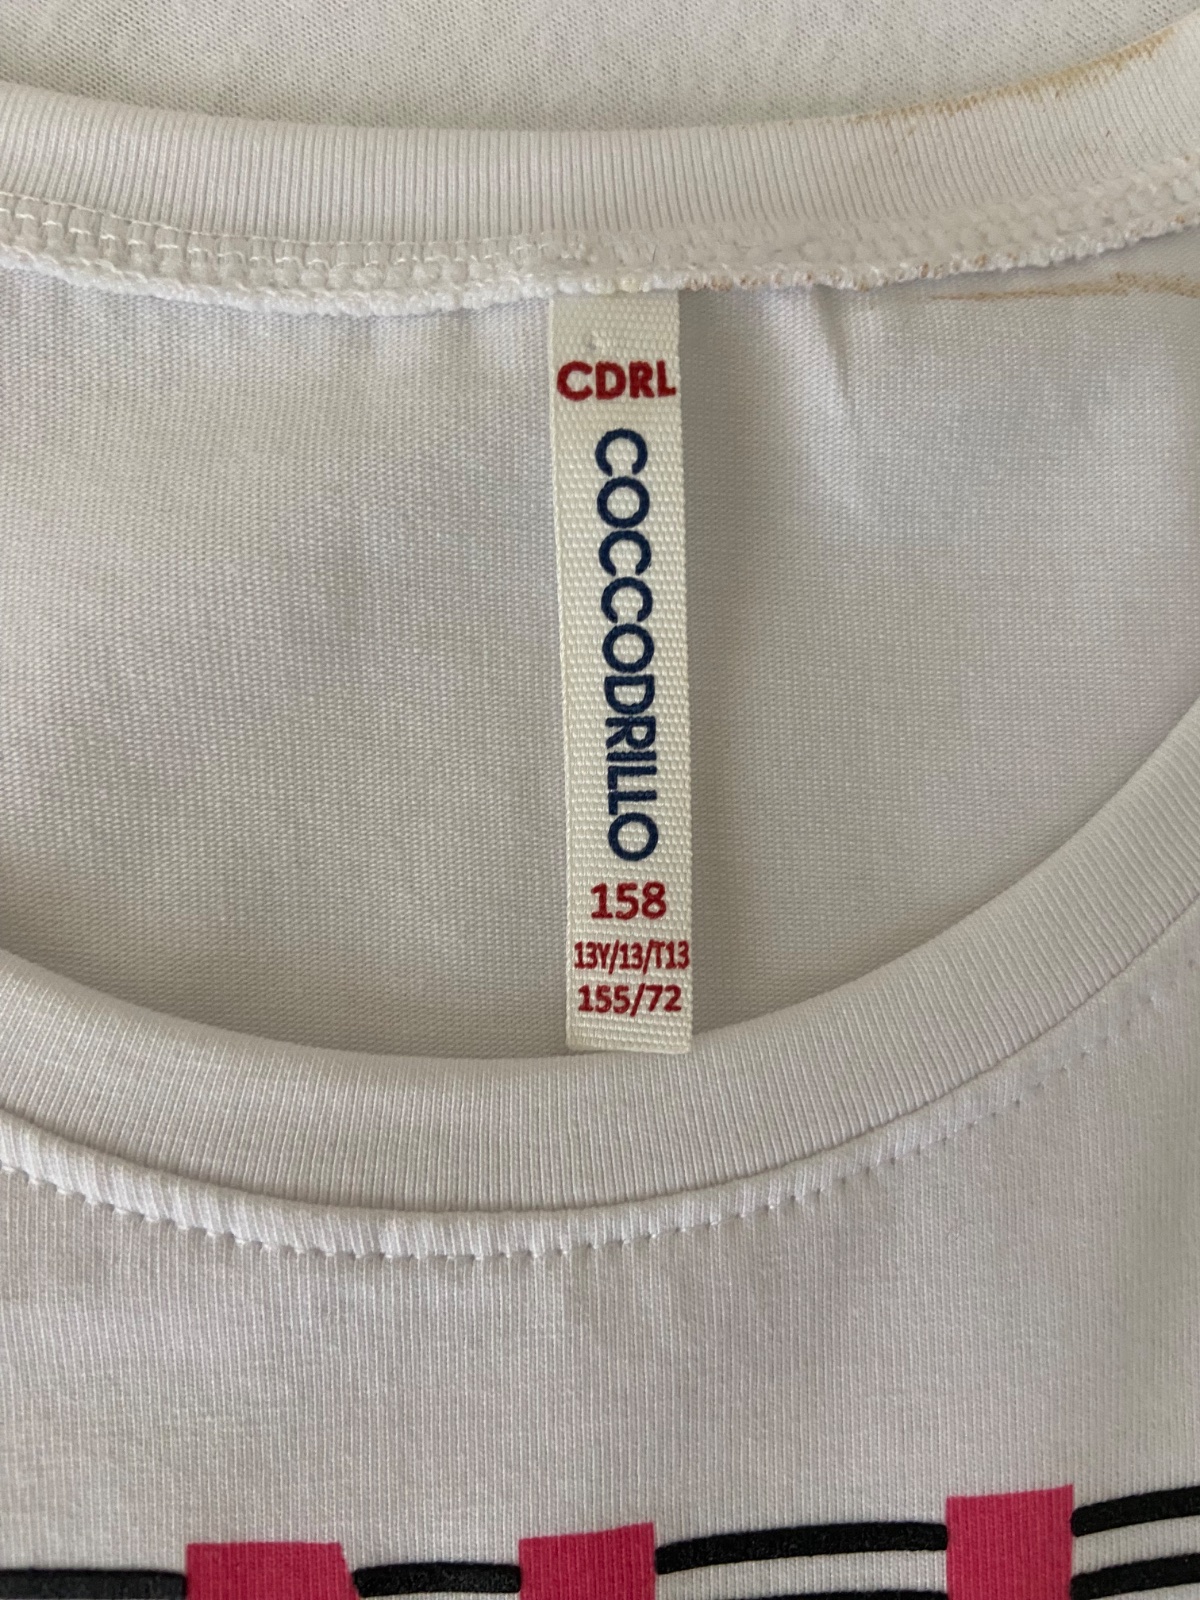 CDRL
COCCODRILLO
158
13Y/13/T13
155/72